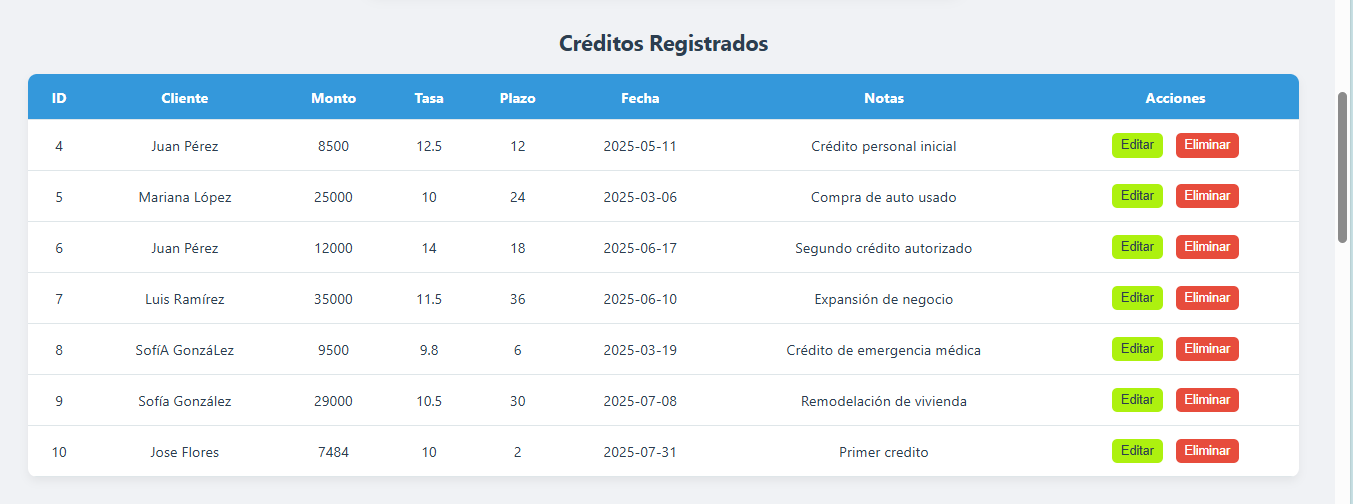 Créditos Registrados
ID Cliente Monto Tasa Plazo Fecha Notas Acciones
4 Juan Pérez 8500 12.5 12 2025-05-11 Crédito personal inicial Editar Eliminar
5 Mariana López 25000 10 24 2025-03-06 Compra de auto usado Editar Eliminar
6 Juan Pérez 12000 14 18 2025-06-17 Segundo crédito autorizado Editar Eliminar
7 Luis Ramírez 35000 11.5 36 2025-06-10 Expansión de negocio Editar Eliminar
8 SofíA GonzáLez 9500 9.8 6 2025-03-19 Crédito de emergencia médica Editar Eliminar
9 Sofía González 29000 10.5 30 2025-07-08 Remodelación de vivienda Editar Eliminar
10 Jose Flores 7484 10 2 2025-07-31 Primer credito Editar Eliminar